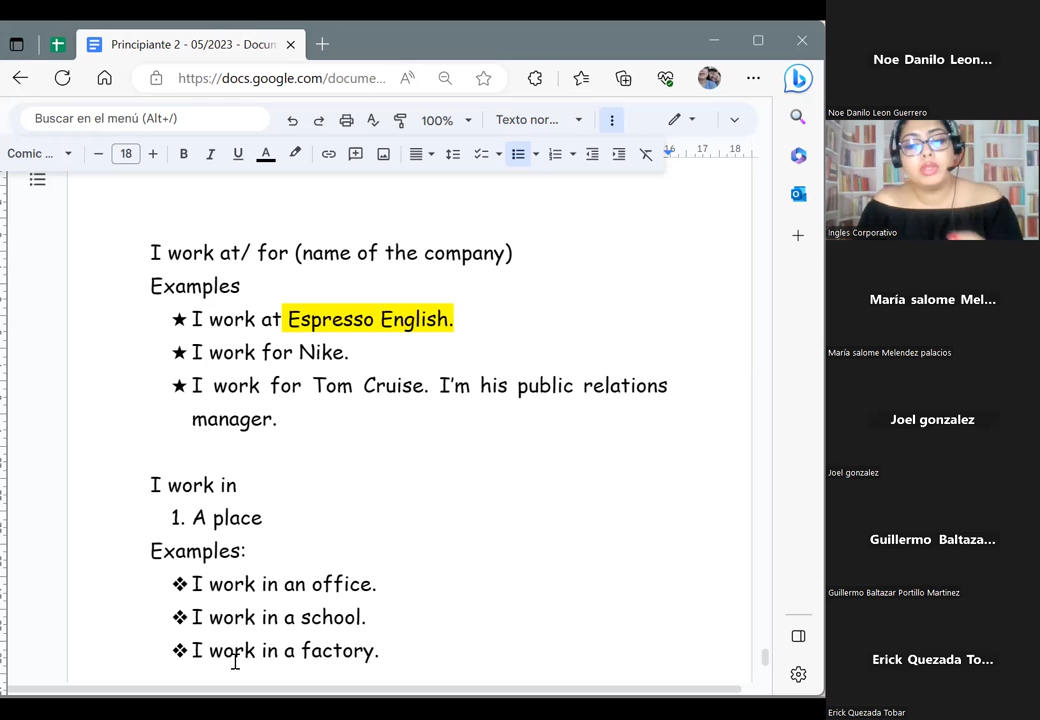 Principiante 2 - 05/2023 - Docun
https://docs.google.com/docume...
Buscar en el menú (Alt+/)
100%
Texto nor...
Comic ...
18
16 17 18
I work at/ for (name of the company)
Examples
★ I work at Espresso English.
★ I work for Nike.
★ I work for Tom Cruise. I'm his public relations
manager.
I work in
1. A place
Examples:
❖ I work in an office.
❖ I work in a school.
❖ I work in a factory.
Noe Danilo Leon...
Noe Danilo Leon Guerrero
Ingles Corporativo
María salome Mel...
María salome Melendez palacios
Joel gonzalez
Joel gonzalez
Guillermo Baltaza...
Guillermo Baltazar Portillo Martinez
Erick Quezada To...
Erick Quezada Tobar